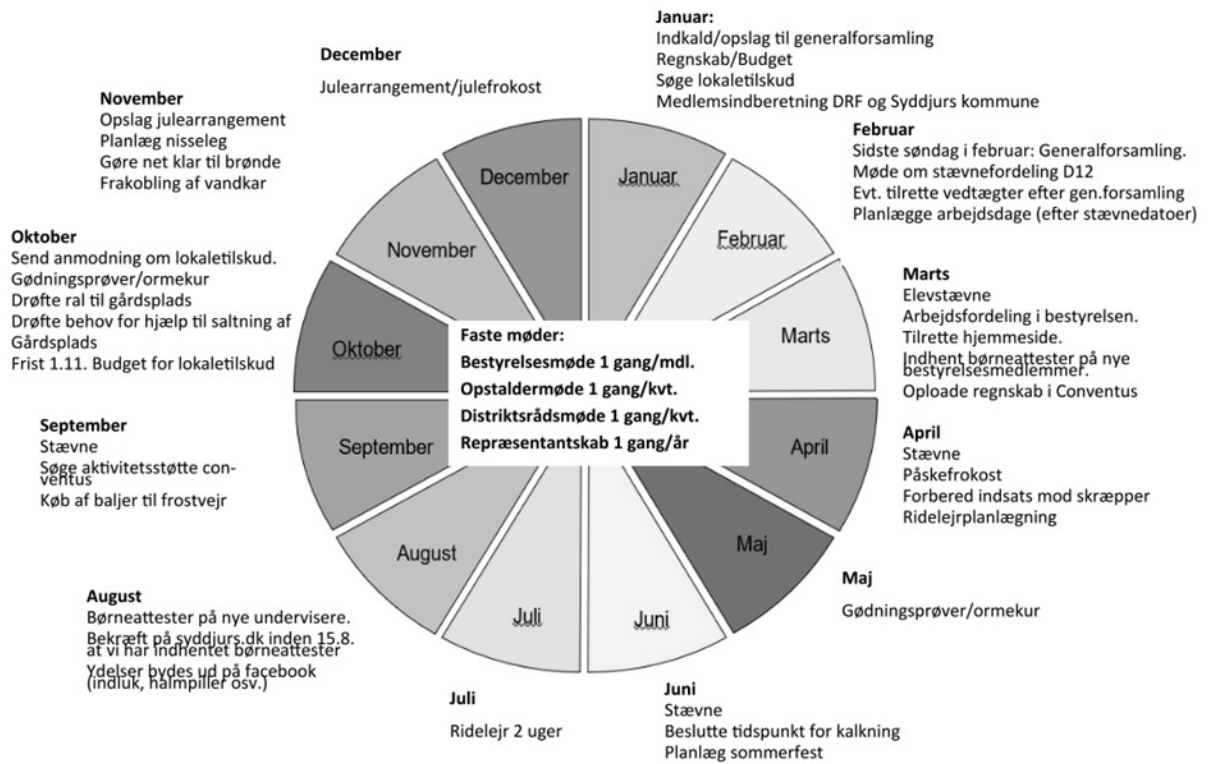 Januar:
Indkald/opslag til generalforsamling
Regnskab/Budget
Søge lokaletilskud
Medlemsindberetning DRF og Syddjurs kommune
Februar
Sidste søndag i februar: Generalforsamling.
Møde om stævnefordeling D12
Evt. tilrette vedtægter efter gen.forsamling
Planlægge arbejdsdage (efter stævnedatoer)
Marts
Elevstævne
Arbejdsfordeling i bestyrelsen.
Tilrette hjemmeside.
Indhent børneattester på nye
bestyrelsesmedlemmer.
Oploade regnskab i Conventus
April
Stævne
Påskefrokost
Forbered indsats mod skræpper
Ridelejrplanlægning
Maj
Gødningsprøver/ormekur
Juni
Stævne
Beslutte tidspunkt for kalkning
Planlæg sommerfest
Juli
Ridelejr 2 uger
August
Børneattester på nye undervisere.
Bekræft på syddjurs.dk inden 15.8.
at vi har indhentet børneattester
Ydelser bydes ud på facebook
(indluk, halmpiller osv.)
September
Stævne
Søge aktivitetsstøtte con-
ventus
Køb af baljer til frostvejr
Oktober
Send anmodning om lokaletilskud.
Gødningsprøver/ormekur
Drøfte ral til gårdsplads
Drøfte behov for hjælp til saltning af
Gårdsplads
Frist 1.11. Budget for lokaletilskud
November
Opslag julearrangement
Planlæg nisseleg
Gøre net klar til brønde
Frakobling af vandkar
December
Julearrangement/julefrokost
Januar
Februar
Marts
April
Maj
Juni
Juli
August
September
Oktober
November
December
Faste møder:
Bestyrelsesmøde 1 gang/mdl.
Opstaldermøde 1 gang/kvt.
Distriktsrådsmøde 1 gang/kvt.
Repræsentantskab 1 gang/år